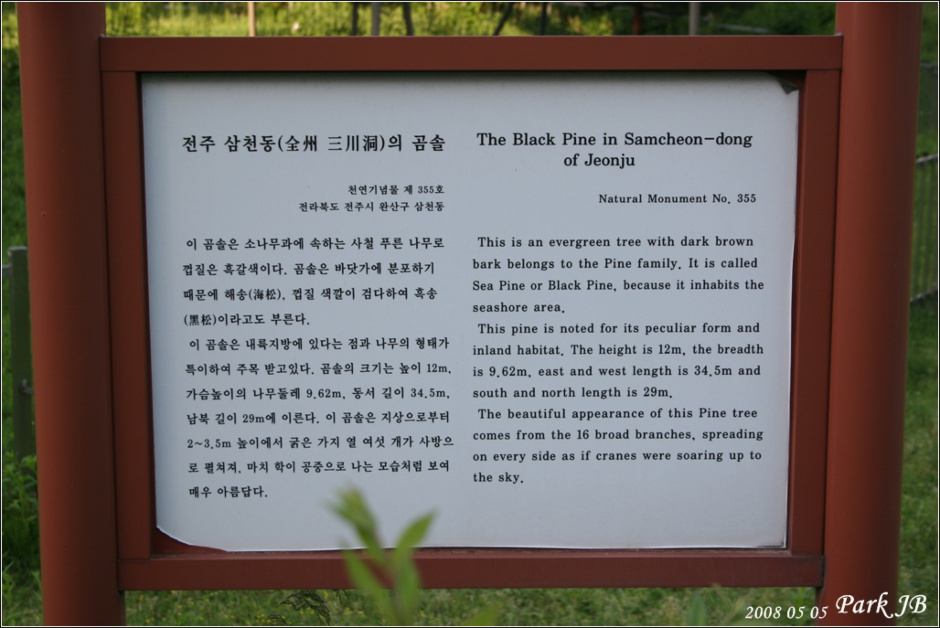 전주 삼천동(全州 三川洞)의 곰솔
천연기념물 제 355호
전라북도 전주시 완산구 삼천동
이 곰솔은 소나무과에 속하는 사철 푸른 나무로
껍질은 흑갈색이다. 곰솔은 바닷가에 분포하기
때문에 해송(海松), 껍질 색깔이 검다하여 흑송
(黑松)이라고도 부른다.
이 곰솔은 내륙지방에 있다는 점과 나무의 형태가
특이하여 주목 받고있다. 곰솔의 크기는 높이 12m,
가슴높이의 나무둘레 9.62m, 동서 길이 34.5m,
남북 길이 29m에 이른다. 이 곰솔은 지상으로부터
2~3.5m 높이에서 굵은 가지 열 여섯 개가 사방으
로 펼쳐져, 마치 학이 공중으로 나는 모습처럼 보여
매우 아름답다.
The Black Pine in Samcheon-dong
of Jeonju
Natural Monument No. 355
This is an evergreen tree with dark brown
bark belongs to the Pine family. It is called
Sea Pine or Black Pine, because it inhabits the
seashore area.
This pine is noted for its peculiar form and
inland habitat. The height is 12m, the breadth
is 9.62m, east and west length is 34.5m and
south and north length is 29m.
The beautiful appearance of this Pine tree
comes from the 16 broad branches, spreading
on every side as if cranes were soaring up to
the sky.
2008 05 05 Park JB